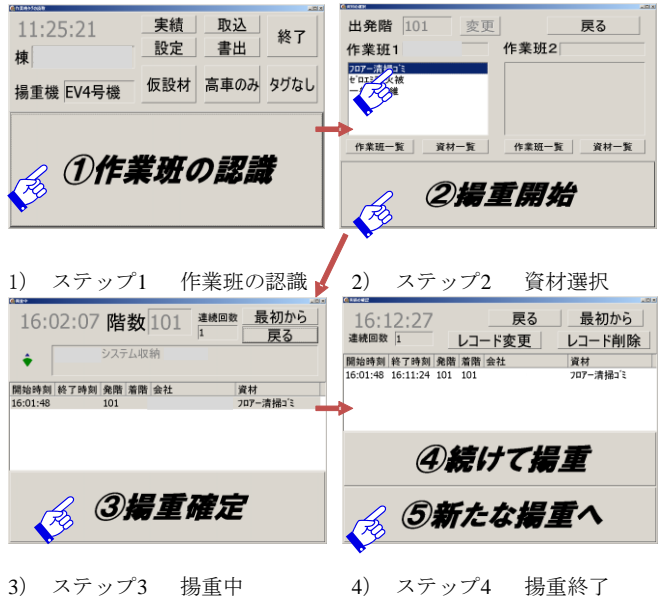 11:25:21
実績 取込 終了
設定 書出
棟
揚重機 EV4号機
仮設材 高車のみ タグなし
①作業班の認識
1) ステップ1 作業班の認識
出発階 101 変更 戻る
作業班1 作業班2
ﾌﾛｱｰ清掃ｺﾞﾐ
作業班一覧 資材一覧 作業班一覧 資材一覧
②揚重開始
2) ステップ2 資材選択
揚重中
16:02:07 階数 101 連続回数 1 最初から
戻る
システム収納
開始時刻 終了時刻 発階 着階 会社 資材
16:01:48 101 ﾌﾛｱｰ清掃ｺﾞﾐ
③揚重確定
3) ステップ3 揚重中
16:12:27 戻る 最初から
連続回数 1 レコード変更 レコード削除
開始時刻 終了時刻 発階 着階 会社 資材
16:01:48 16:11:24 101 101 ﾌﾛｱｰ清掃ｺﾞﾐ
④続けて揚重
⑤新たな揚重へ
4) ステップ4 揚重終了